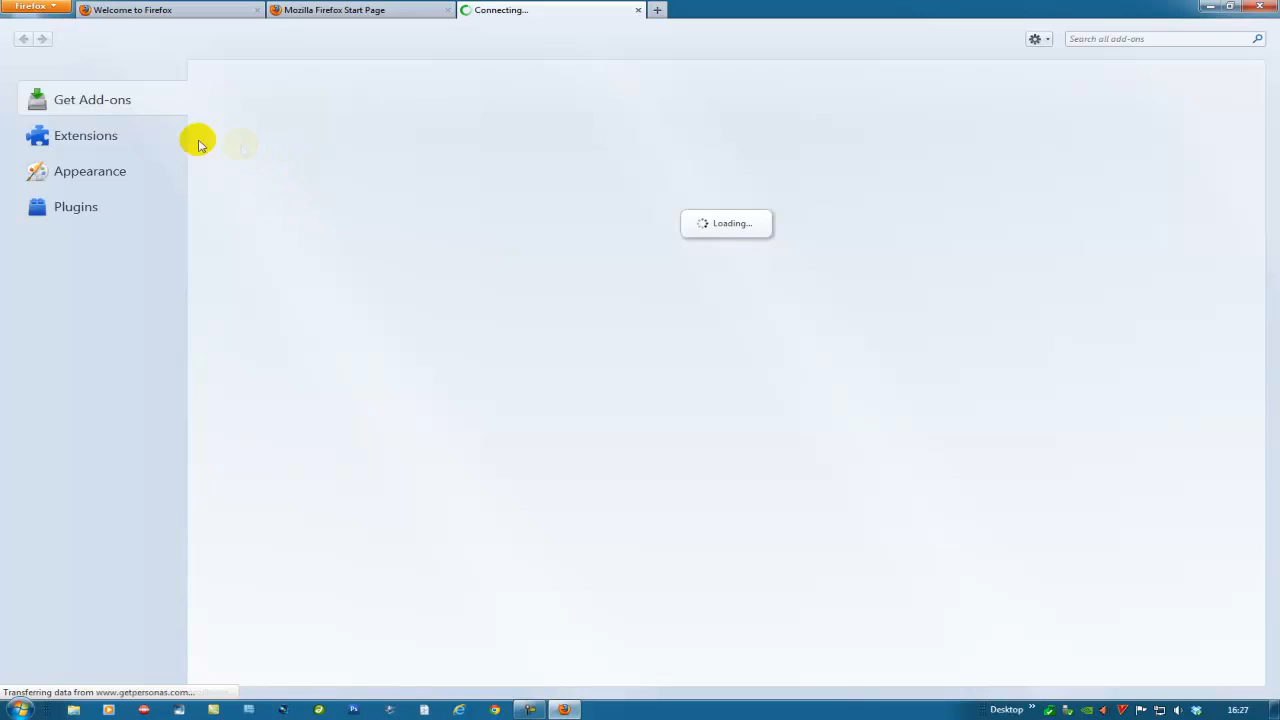 Firefox
Welcome to Firefox
Mozilla Firefox Start Page
Connecting...
Search all add-ons
Get Add-ons
Extensions
Appearance
Plugins
Loading...
Transferring data from www.getpersonas.com...
Desktop
16:27